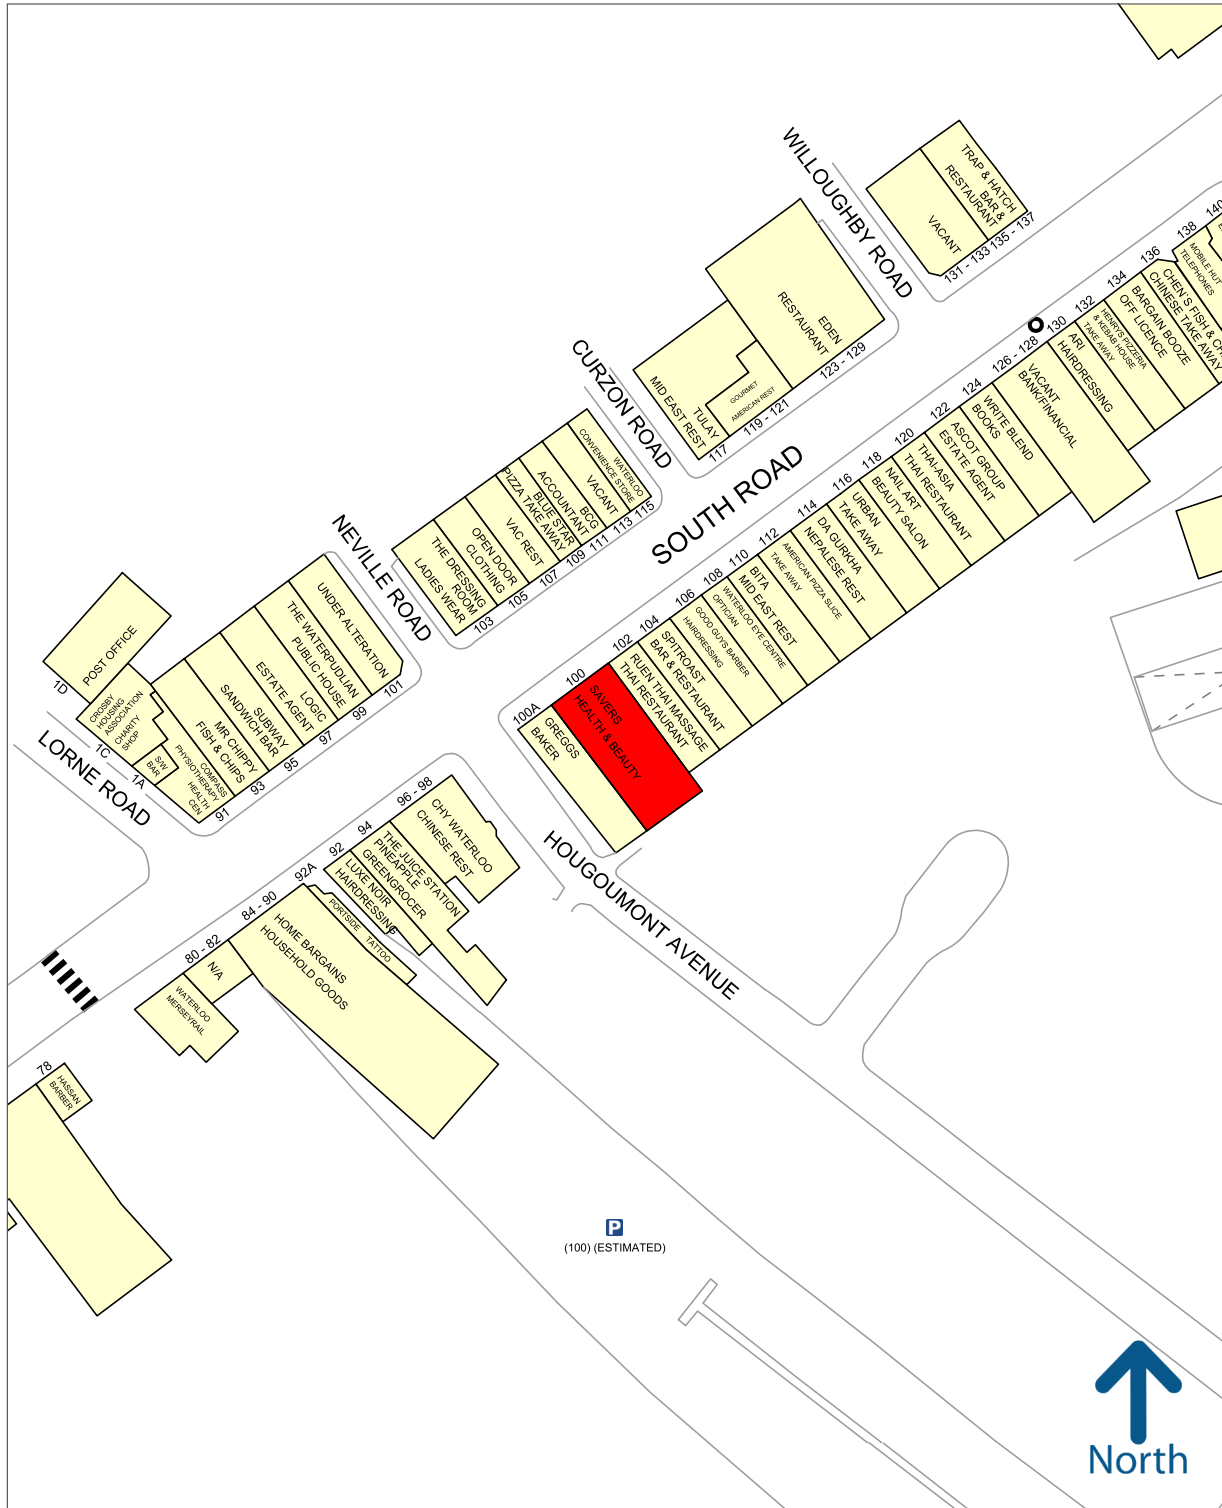 WILLOUGHBY ROAD
TRAP & HATCH
BAR &
RESTAURANT
135 - 137
VACANT
131 - 133
EDEN
RESTAURANT
123 - 129
GOURMET
AMERICAN REST
119 - 121
TULAY
MID EAST REST
117
CURZON ROAD
WATERLOO
CONVENIENCE STORE
115
VACANT
113
BCG
ACCOUNTANT
111
BLUE STAR
PIZZA TAKE AWAY
109
VAC REST
107
OPEN DOOR
CLOTHING
105
THE DRESSING
ROOM
LADIES WEAR
103
NEVILLE ROAD
UNDER ALTERATION
101
THE WATERPUDLIAN
PUBLIC HOUSE
99
LOGIC
ESTATE AGENT
97
SUBWAY
SANDWICH BAR
95
MR CHIPPY
FISH & CHIPS
93
COMPASS
PHYSIOTHERAPY
HEALTH
CEN
91
POST OFFICE
1D
CROSBY
HOUSING
ASSOCIATION
CHARITY
SHOP
1C
S/W
BAR
1A
LORNE ROAD
SOUTH ROAD
140
138
MOBILE HUT
TELEPHONES
136
CHEN'S FISH & CH
CHINESE TAKE AWAY
134
BARGAIN BOOZE
OFF LICENCE
132
HENRYS PIZZERIA
& KEBAB HOUSE
TAKE AWAY
130
ARI
HAIRDRESSING
126 - 128
VACANT
BANK/FINANCIAL
124
WRITE BLEND
BOOKS
122
ASCOT GROUP
ESTATE AGENT
120
THAI-ASIA
THAI RESTAURANT
118
NAIL ART
BEAUTY SALON
116
URBAN
TAKE AWAY
114
DA GURKHA
NEPALESE REST
112
AMERICAN PIZZA SLICE
TAKE AWAY
110
BITA
MID EAST REST
108
WATERLOO EYE CENTRE
OPTICIAN
106
GOOD GUYS BARBER
HAIRDRESSING
104
SPITROAST
BAR & RESTAURANT
102
RUEN THAI MASSAGE
THAI RESTAURANT
100
SAVERS
HEALTH & BEAUTY
100A
GREGGS
BAKER
HOUGOUMONT AVENUE
96 - 98
CHY WATERLOO
CHINESE REST
94
THE JUICE STATION
PINEAPPLE
GREENGROCER
92
LUXE NOIR
HAIRDRESSING
92A
PORTSIDE TATTOO
84 - 90
HOME BARGAINS
HOUSEHOLD GOODS
80 - 82
N/A
WATERLOO
MERSEYRAIL
78
HASSAN
BARBER
P
(100) (ESTIMATED)
North